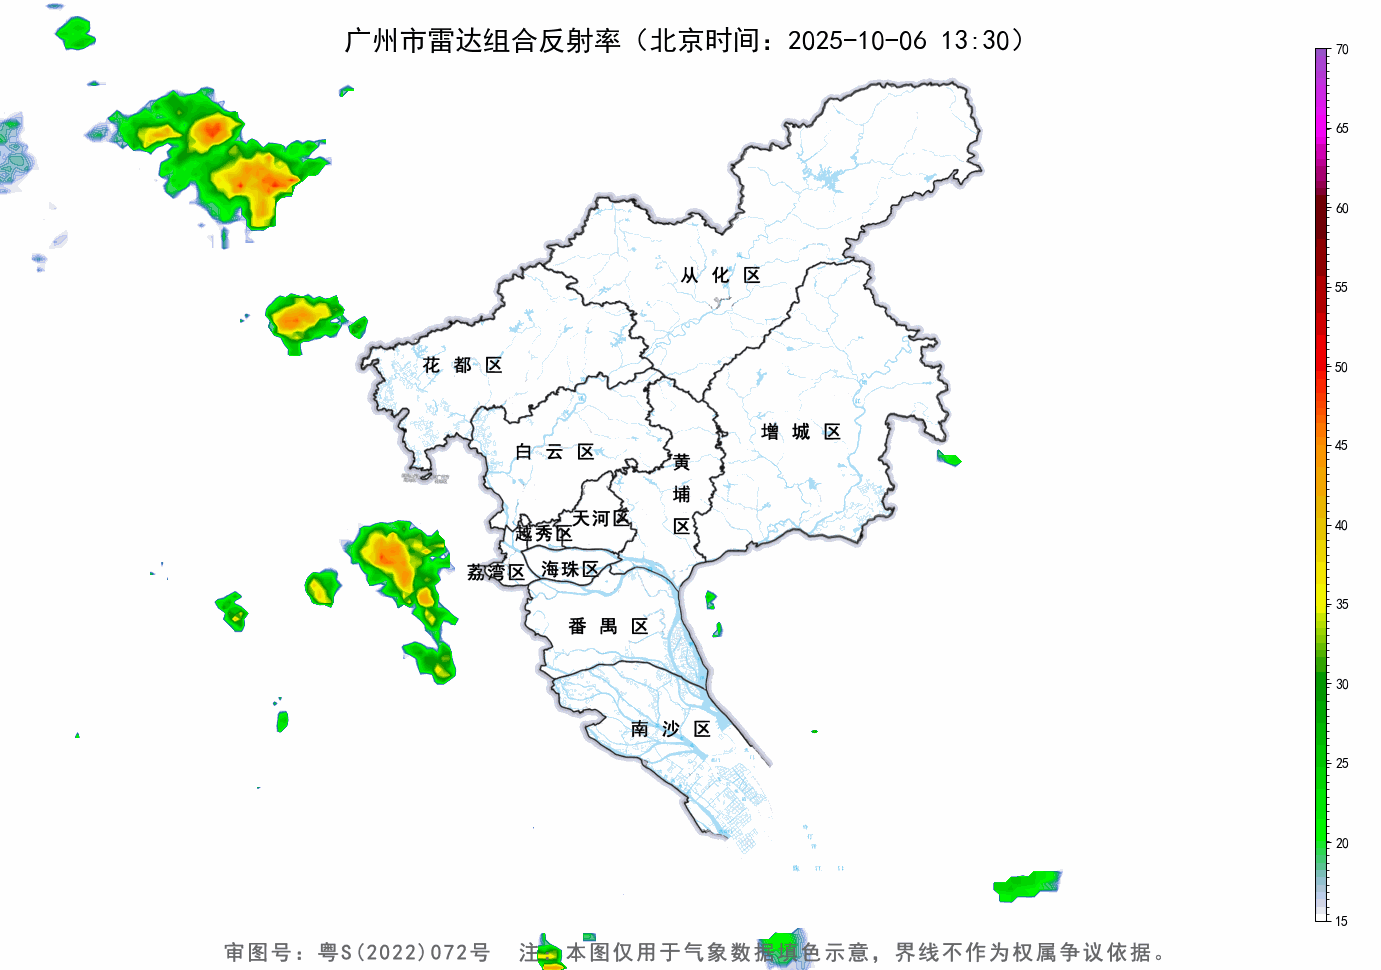 广州市雷达组合反射率（北京时间：2025-10-06 13:30）
70
65
60
55
50
45
40
35
30
25
20
15
从化区
花都区
增城区
白云区
黄埔区
天河区
越秀区
荔湾区
海珠区
番禺区
南沙区
审图号：粤S(2022)072号 注：本图仅用于气象数据填色示意，界线不作为权属争议依据。